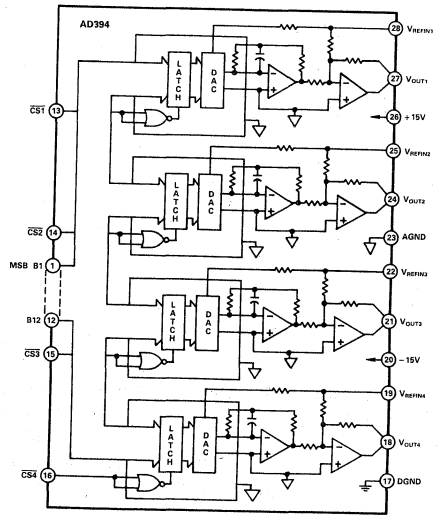 AD394
28 VREFIN1
LATCH
DAC
27 VOUT1
CS1 13
26 +15V
25 VREFIN2
LATCH
DAC
24 VOUT2
CS2 14
23 AGND
MSB B1 1
22 VREFIN3
LATCH
DAC
B12 12
21 VOUT3
CS3 15
20 -15V
19 VREFIN4
LATCH
DAC
18 VOUT4
CS4 16
17 DGND